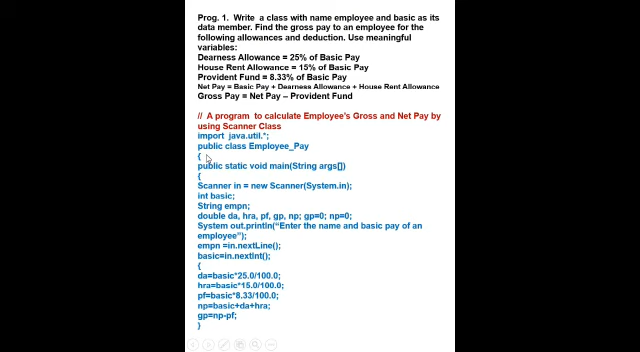 Prog. 1. Write a class with name employee and basic as its
data member. Find the gross pay to an employee for the
following allowances and deduction. Use meaningful
variables:
Dearness Allowance = 25% of Basic Pay
House Rent Allowance = 15% of Basic Pay
Provident Fund = 8.33% of Basic Pay
Net Pay = Basic Pay + Dearness Allowance + House Rent Allowance
Gross Pay = Net Pay – Provident Fund
// A program to calculate Employee's Gross and Net Pay by
using Scanner Class
import java.util.*;
public class Employee_Pay
{
public static void main(String args[])
{
Scanner in = new Scanner(System.in);
int basic;
String empn;
double da, hra, pf, gp, np; gp=0; np=0;
System out.println(“Enter the name and basic pay of an
employee”);
empn =in.nextLine();
basic=in.nextInt();
{
da=basic*25.0/100.0;
hra=basic*15.0/100.0;
pf=basic*8.33/100.0;
np=basic+da+hra;
gp=np-pf;
}